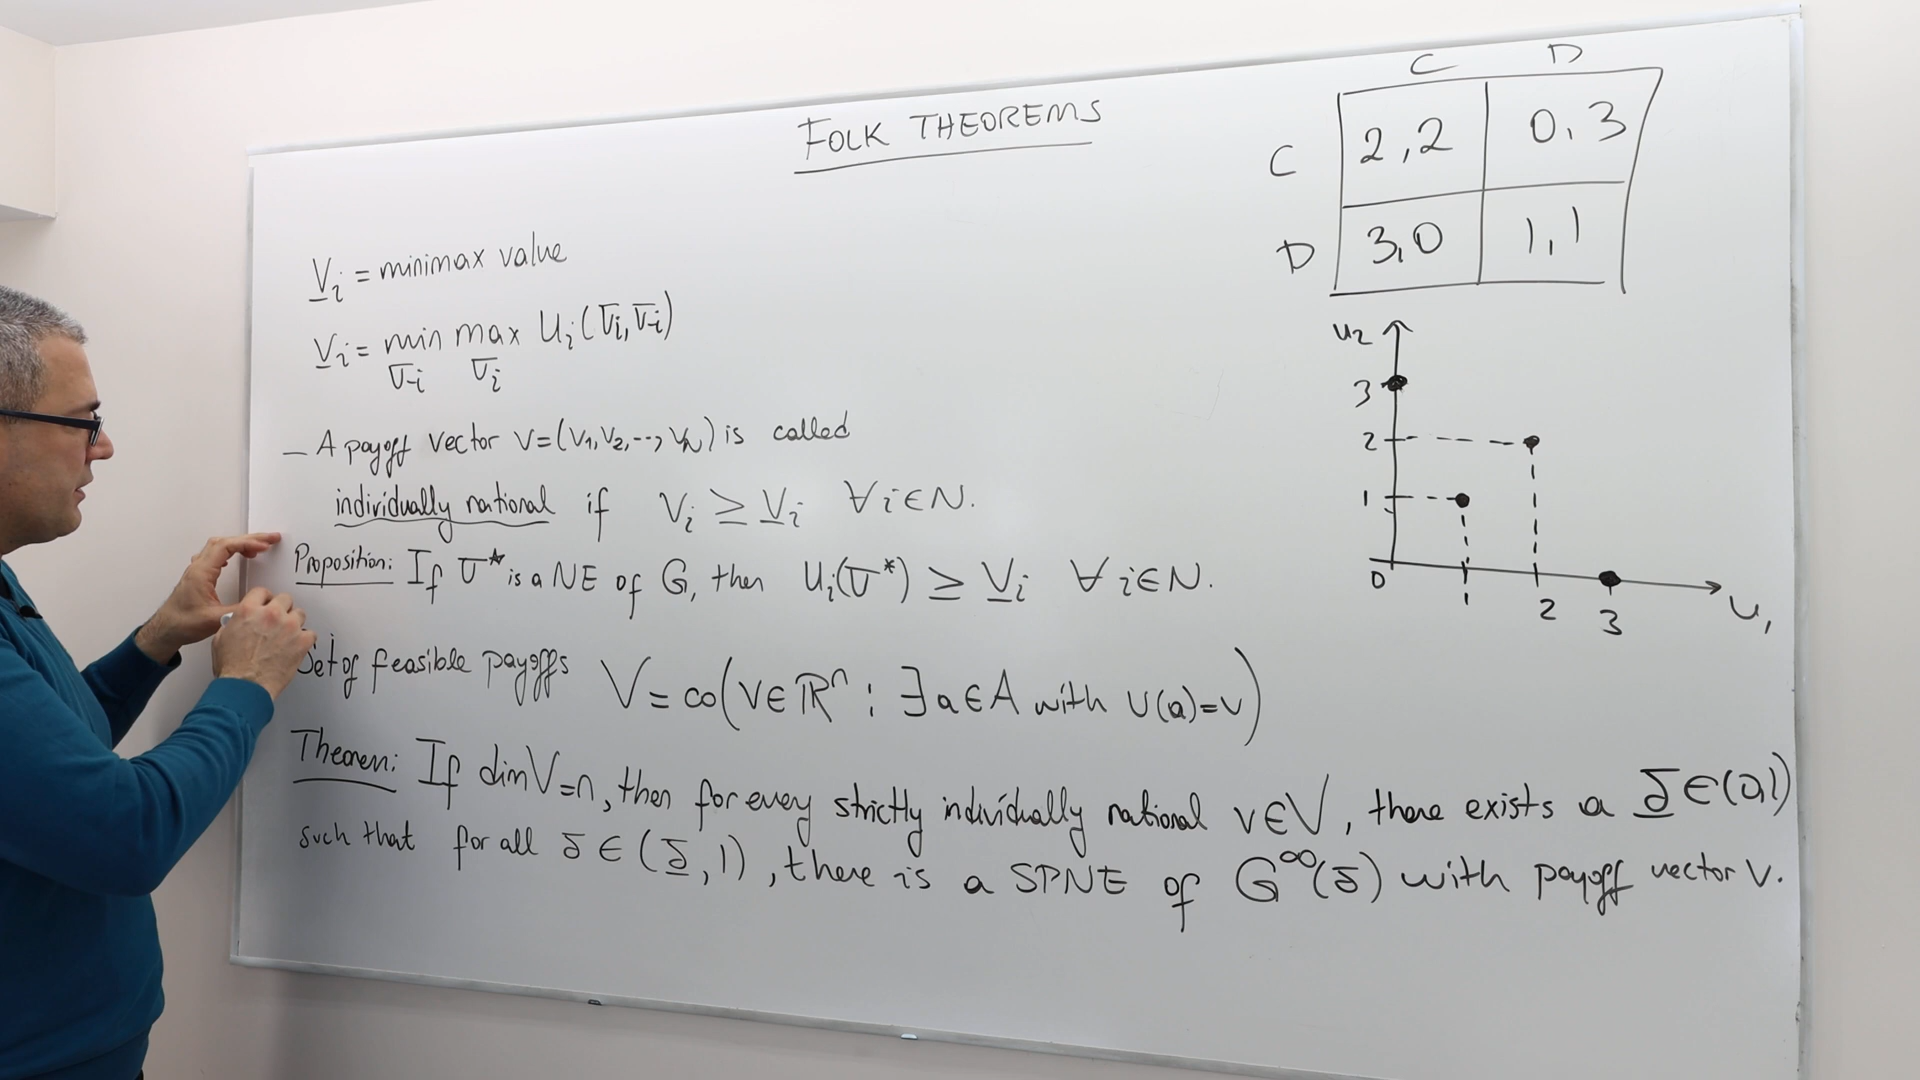 FOLK THEOREMS
V̲i = minimax value
V̲i = min max Ui(σi, σ-i)
σ-i σi
— A payoff vector v=(v1, v2, --, vN) is called
individually rational if Vi ≥ V̲i ∀i∈N.
Proposition: If σ* is a NE of G, then Ui(σ*) ≥ V̲i ∀ i∈N.
Set of feasible payoffs V = co(v∈ℝⁿ : ∃a∈A with U(a)=v)
Theorem: If dimV=n, then for every strictly individually rational v∈V, there exists a δ̲∈(0,1)
such that for all δ∈(δ̲,1), there is a SPNE of G^∞(δ) with payoff vector v.
C D
C 2,2 0,3
D 3,0 1,1
u2
3
2
1
0 1 2 3 U1